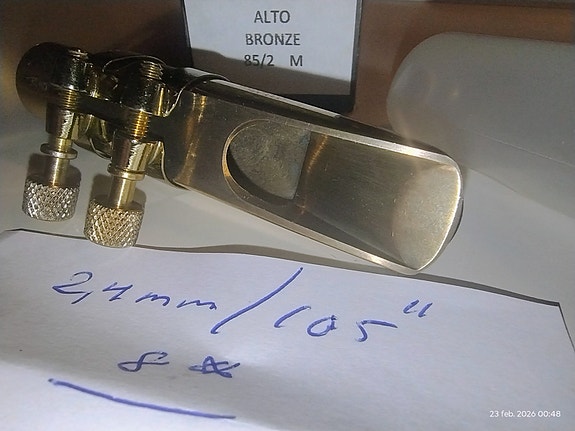 ALTO
BRONZE
85/2 M
2,4mm/105"
8 *
23 feb. 2026 00:48